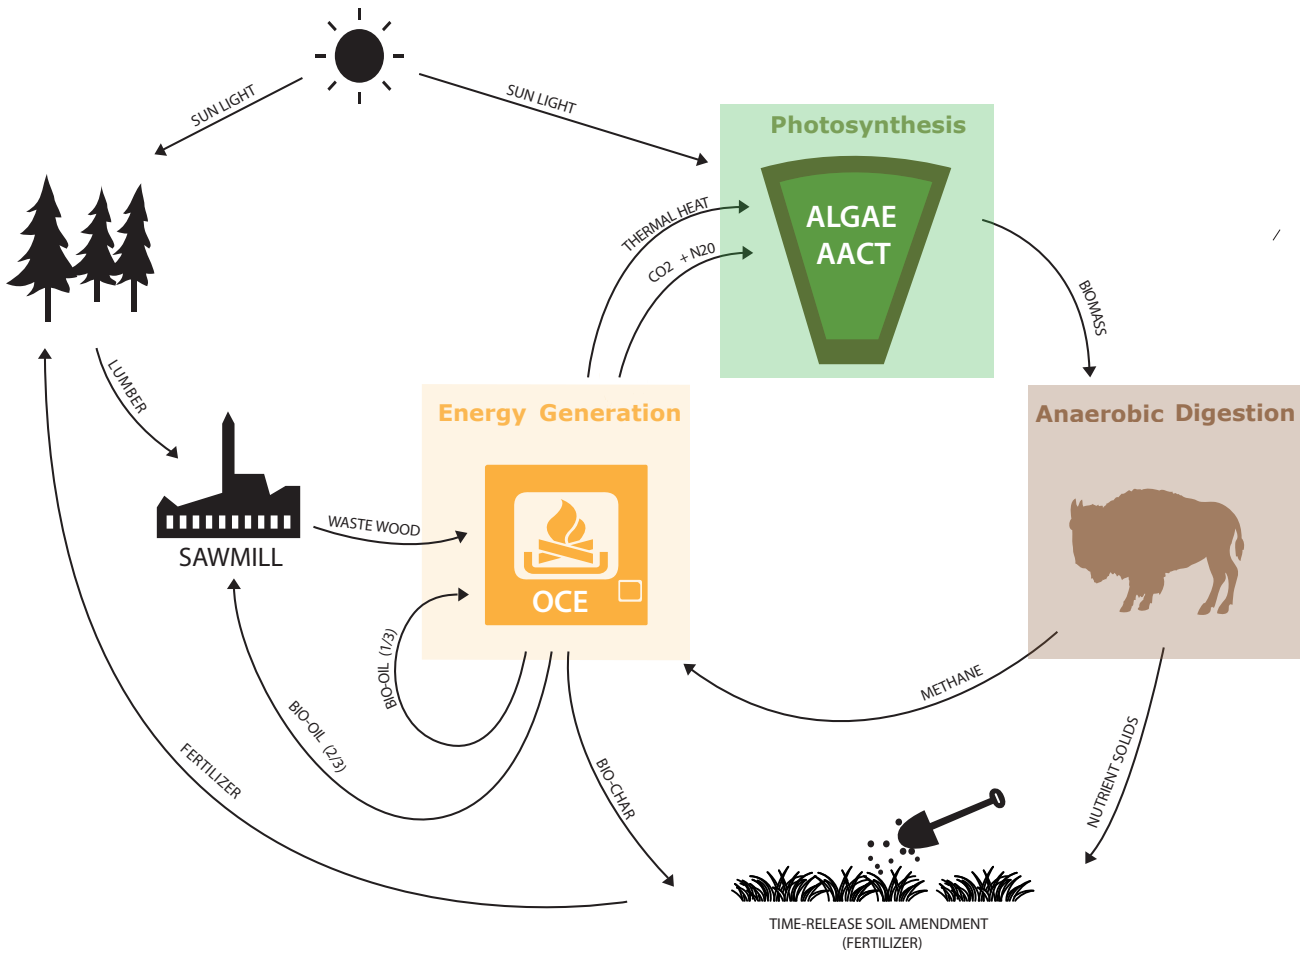 SUN LIGHT
SUN LIGHT
Photosynthesis
ALGAE
AACT
THERMAL HEAT
CO2 + N20
BIOMASS
LUMBER
Energy Generation
Anaerobic Digestion
WASTE WOOD
SAWMILL
OCE
BIO-OIL (1/3)
BIO-OIL (2/3)
METHANE
FERTILIZER
BIO-CHAR
NUTRIENT SOLIDS
TIME-RELEASE SOIL AMENDMENT
(FERTILIZER)